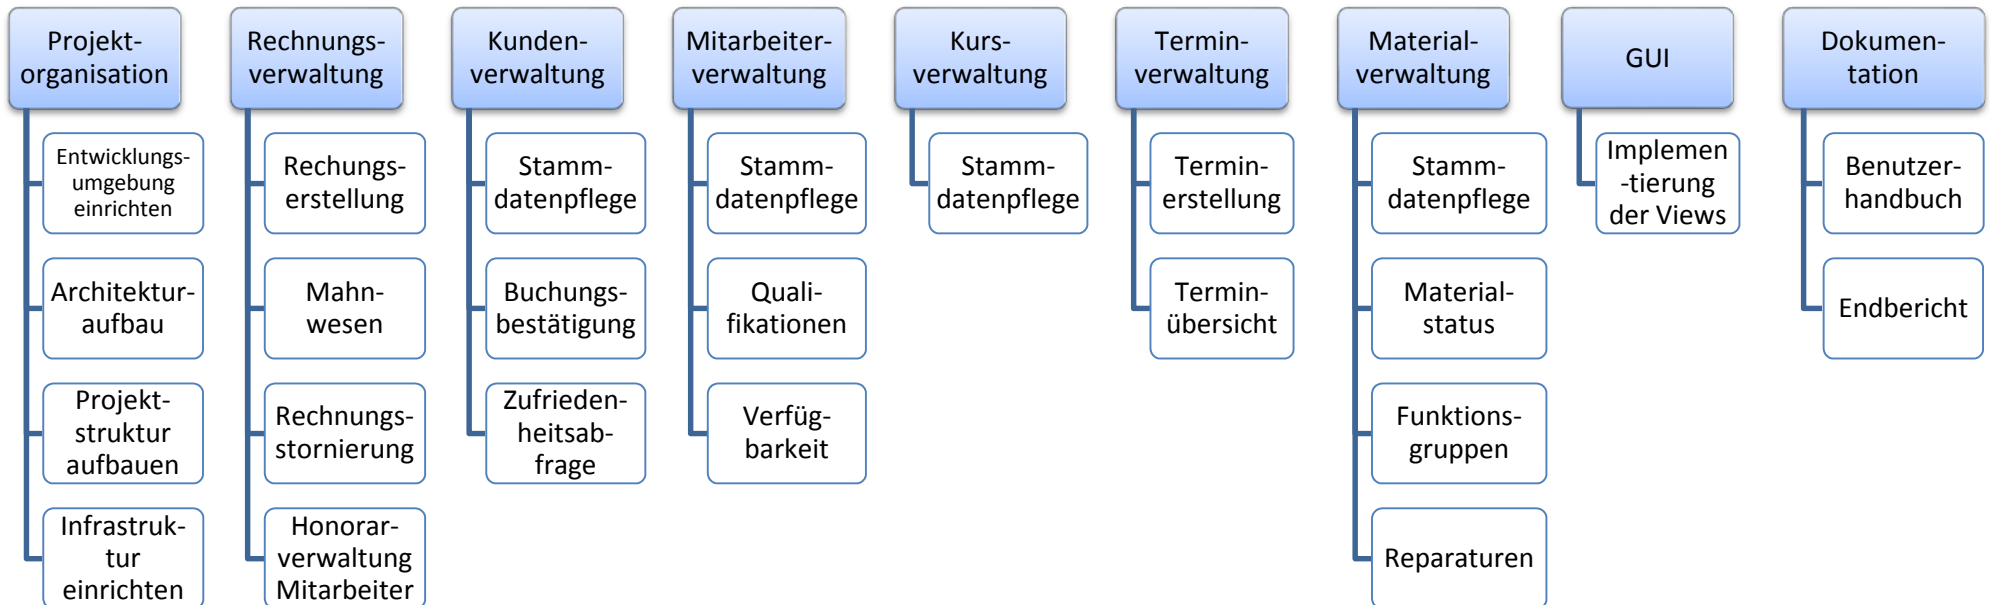 Projekt-
organisation
Entwicklungs-
umgebung
einrichten
Architektur-
aufbau
Projekt-
struktur
aufbauen
Infrastruk-
tur
einrichten
Rechnungs-
verwaltung
Rechungs-
erstellung
Mahn-
wesen
Rechnungs-
stornierung
Honorar-
verwaltung
Mitarbeiter
Kunden-
verwaltung
Stamm-
datenpflege
Buchungs-
bestätigung
Zufrieden-
heitsab-
frage
Mitarbeiter-
verwaltung
Stamm-
datenpflege
Quali-
fikationen
Verfüg-
barkeit
Kurs-
verwaltung
Stamm-
datenpflege
Termin-
verwaltung
Termin-
erstellung
Termin-
übersicht
Material-
verwaltung
Stamm-
datenpflege
Material-
status
Funktions-
gruppen
Reparaturen
GUI
Implemen
-tierung
der Views
Dokumen-
tation
Benutzer-
handbuch
Endbericht